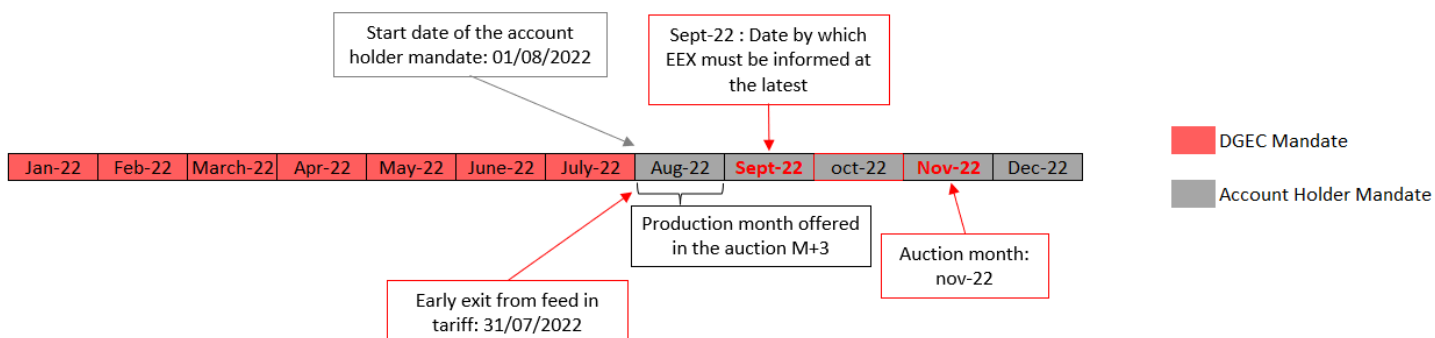 Start date of the account
holder mandate: 01/08/2022
Sept-22 : Date by which
EEX must be informed at
the latest
DGEC Mandate
Account Holder Mandate
Jan-22
Feb-22
March-22
Apr-22
May-22
June-22
July-22
Aug-22
Sept-22
oct-22
Nov-22
Dec-22
Production month offered
in the auction M+3
Auction month:
nov-22
Early exit from feed in
tariff: 31/07/2022